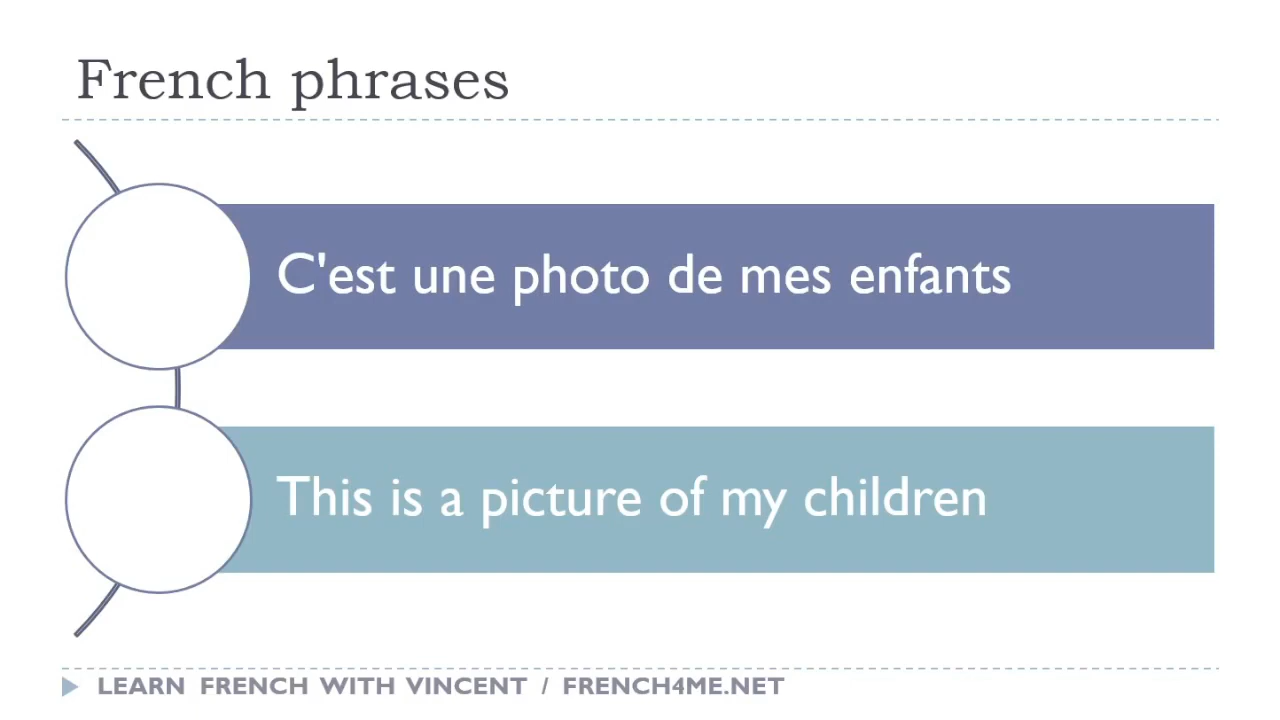 French phrases
C'est une photo de mes enfants
This is a picture of my children
LEARN FRENCH WITH VINCENT / FRENCH4ME.NET